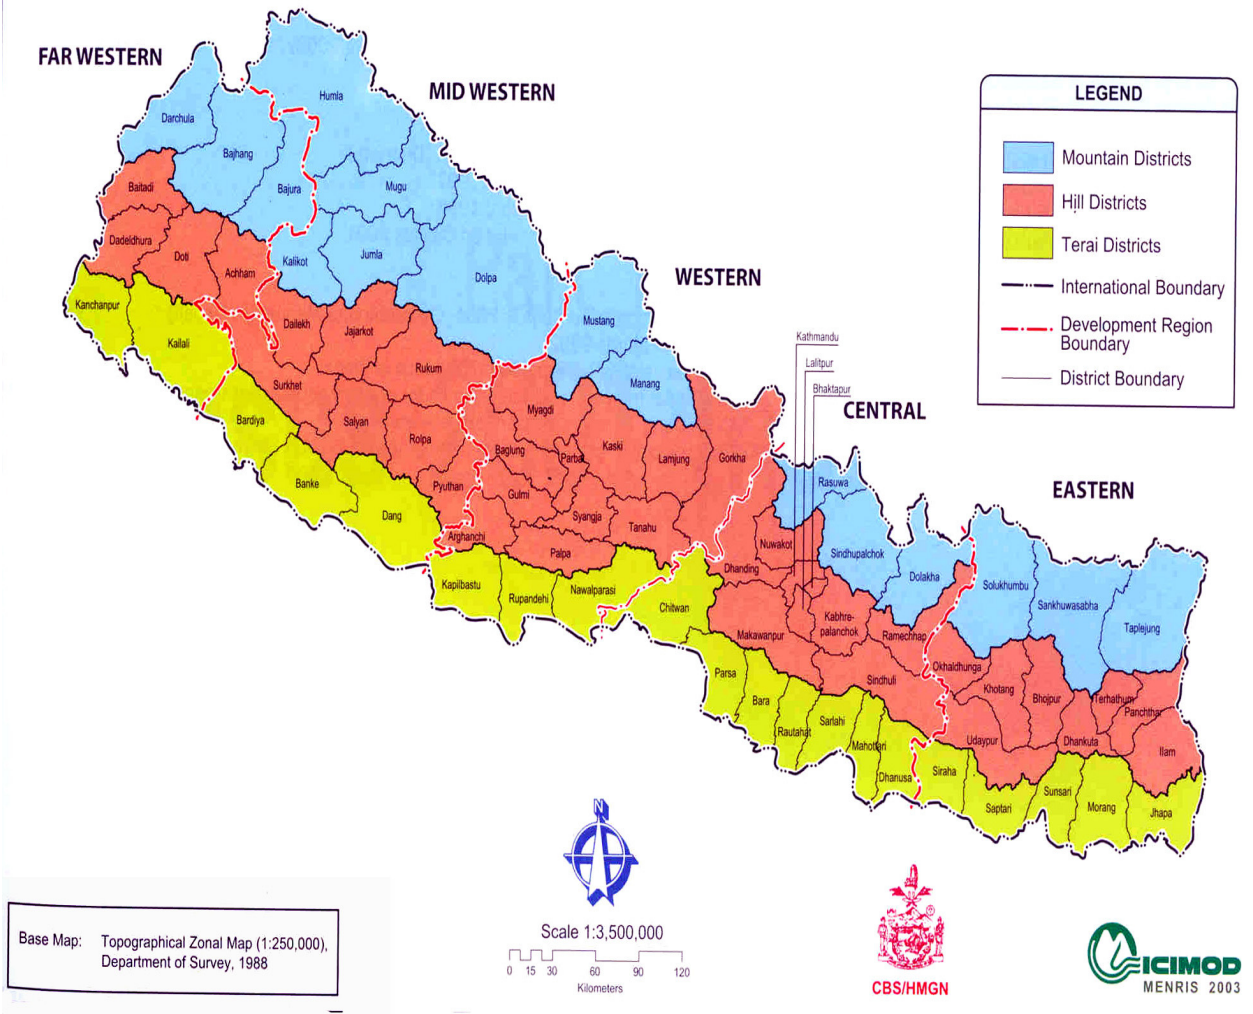 FAR WESTERN
MID WESTERN
WESTERN
CENTRAL
EASTERN
LEGEND
Mountain Districts
Hill Districts
Terai Districts
International Boundary
Development Region
Boundary
District Boundary
Humla
Darchula
Bajhang
Bajura
Mugu
Baitadi
Dadeldhura
Doti
Achham
Kalikot
Jumla
Dolpa
Kanchanpur
Kailali
Dailekh
Jajarkot
Rukum
Surkhet
Salyan
Rolpa
Bardiya
Banke
Dang
Pyuthan
Mustang
Manang
Myagdi
Baglung
Parba
Kaski
Lamjung
Gorkha
Gulmi
Syangja
Tanahu
Arghanchi
Palpa
Kapilbastu
Rupandehi
Nawalparasi
Chitwan
Kathmandu
Lalitpur
Bhaktapur
Rasuwa
Nuwakot
Dhanding
Sindhupalchok
Dolakha
Makawanpur
Kabhre-
palanchok
Ramechhap
Sindhuli
Parsa
Bara
Rautahat
Sarlahi
Mahottari
Dhanusa
Solukhumbu
Sankhuwasabha
Taplejung
Okhaldhunga
Khotang
Bhojpur
Terhathum
Panchthar
Udaypur
Dhankuta
Ilam
Siraha
Saptari
Sunsari
Morang
Jhapa
N
Scale 1:3,500,000
0 15 30 60 90 120
Kilometers
Base Map: Topographical Zonal Map (1:250,000),
Department of Survey, 1988
CBS/HMGN
ICIMOD
MENRIS 2003